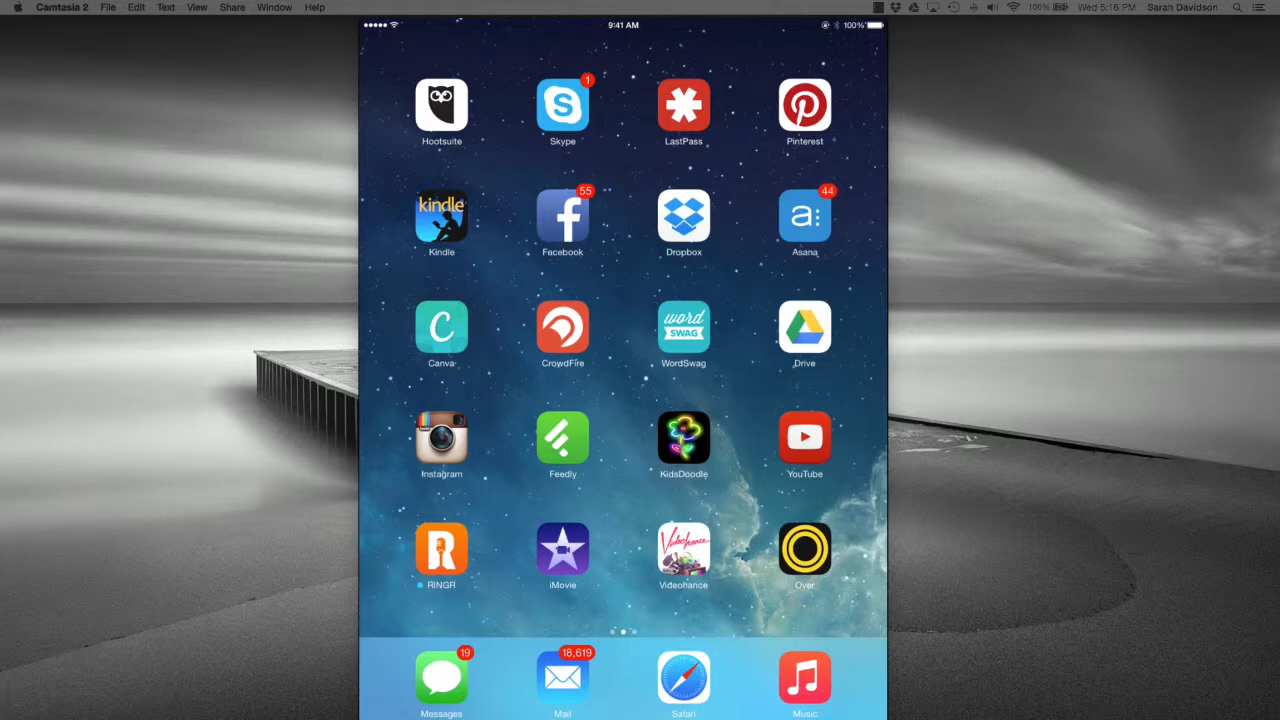 Camtasia 2 File Edit Text View Share Window Help 100% Wed 5:16 PM Sarah Davidson
9:41 AM 100%
Hootsuite
1
Skype
LastPass
Pinterest
kindle
Kindle
55
Facebook
Dropbox
44
a:
Asana
C
Canva
CrowdFire
word
SWAG
WordSwag
Drive
Instagram
Feedly
KidsDoodle
YouTube
R
RINGR
iMovie
Videohance
Videohance
Over
19
Messages
18,619
Mail
Safari
Music